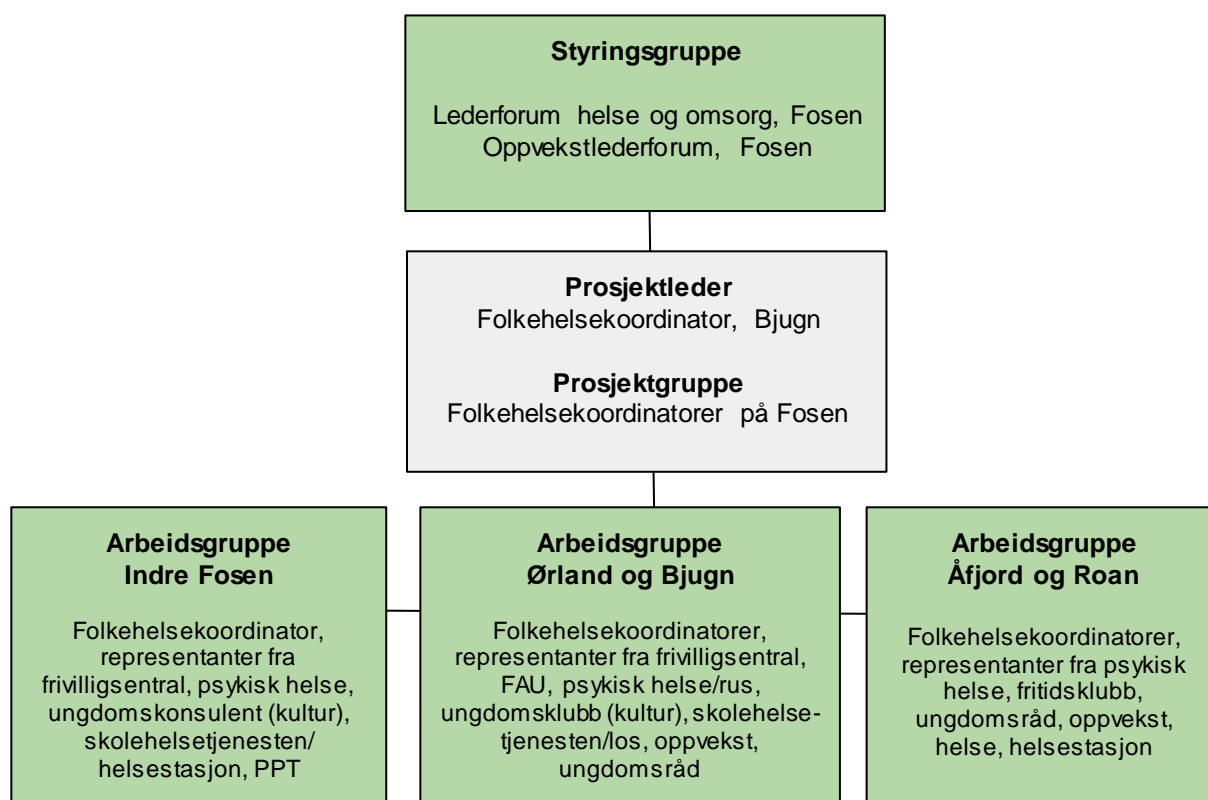 Styringsgruppe
Lederforum helse og omsorg, Fosen
Oppvekstlederforum, Fosen
Prosjektleder
Folkehelsekoordinator, Bjugn
Prosjektgruppe
Folkehelsekoordinatorer på Fosen
Arbeidsgruppe
Indre Fosen
Folkehelsekoordinator,
representanter fra
frivilligsentral, psykisk helse,
ungdomskonsulent (kultur),
skolehelsetjenesten/
helsestasjon, PPT
Arbeidsgruppe
Ørland og Bjugn
Folkehelsekoordinatorer,
representanter fra frivilligsentral,
FAU, psykisk helse/rus,
ungdomsklubb (kultur), skolehelse-
tjenesten/los, oppvekst,
ungdomsråd
Arbeidsgruppe
Åfjord og Roan
Folkehelsekoordinatorer,
representanter fra psykisk
helse, fritidsklubb,
ungdomsråd, oppvekst,
helse, helsestasjon